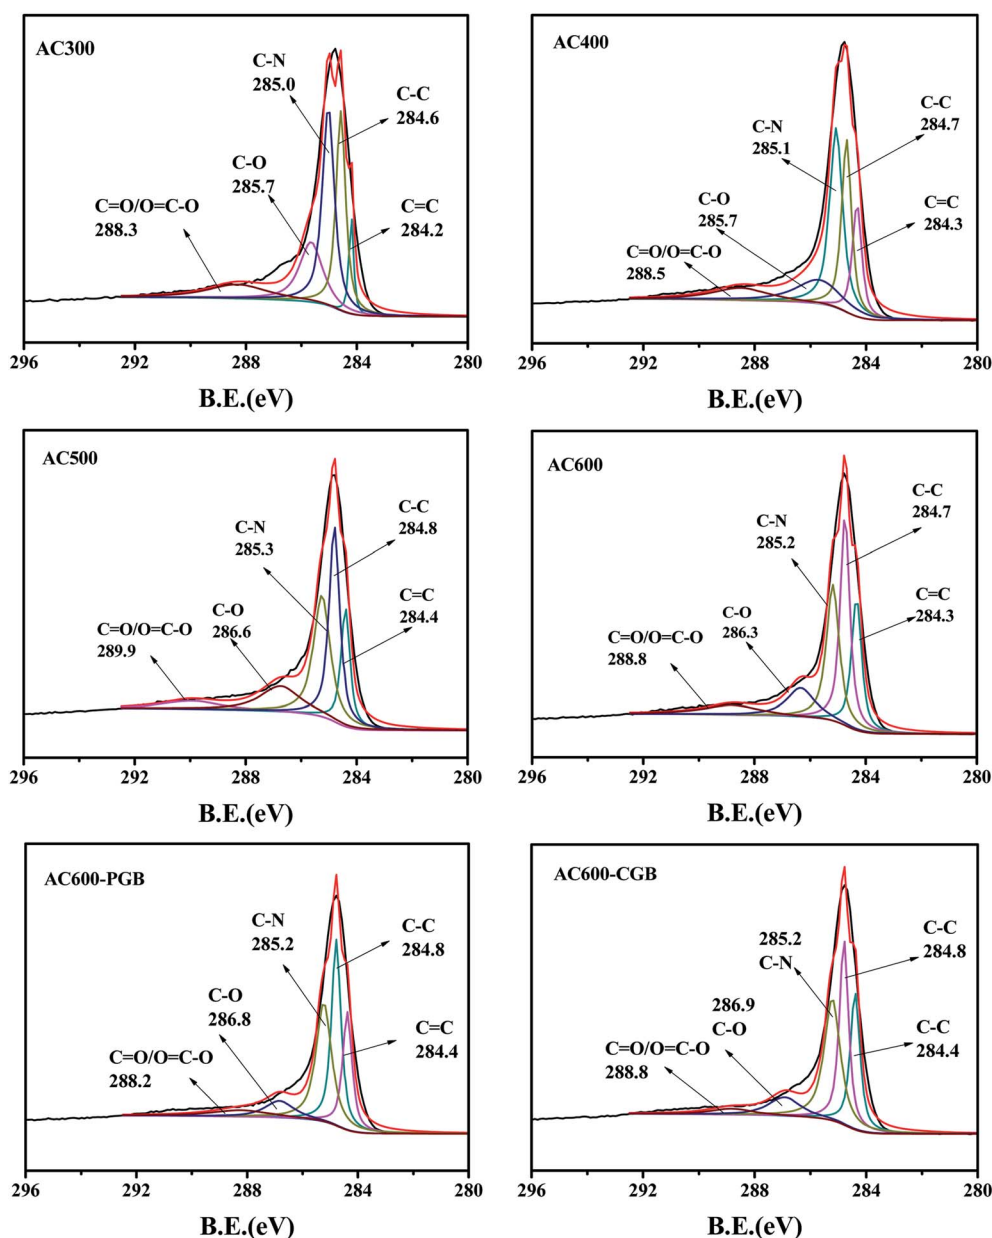 AC300
C-N
285.0
C-C
284.6
C-O
285.7
C=O/O=C-O
288.3
C=C
284.2
296 292 288 284 280
B.E.(eV)
AC400
C-N
285.1
C-C
284.7
C-O
285.7
C=O/O=C-O
288.5
C=C
284.3
296 292 288 284 280
B.E.(eV)
AC500
C-N
285.3
C-C
284.8
C-O
286.6
C=O/O=C-O
289.9
C=C
284.4
296 292 288 284 280
B.E.(eV)
AC600
C-N
285.2
C-C
284.7
C-O
286.3
C=O/O=C-O
288.8
C=C
284.3
296 292 288 284 280
B.E.(eV)
AC600-PGB
C-N
285.2
C-C
284.8
C-O
286.8
C=O/O=C-O
288.2
C=C
284.4
296 292 288 284 280
B.E.(eV)
AC600-CGB
285.2
C-N
C-C
284.8
286.9
C-O
C=O/O=C-O
288.8
C-C
284.4
296 292 288 284 280
B.E.(eV)